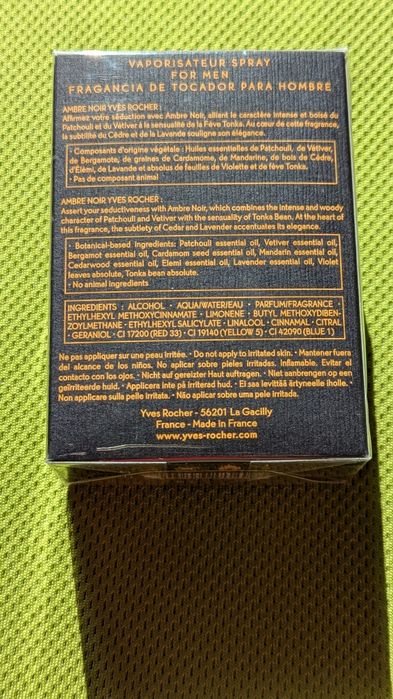 VAPORISATEUR SPRAY
FOR MEN
FRAGANCIA DE TOCADOR PARA HOMBRE
AMBRE NOIR YVES ROCHER :
Affirmez votre séduction avec Ambre Noir, alliant le caractère intense et boisé du
Patchouli et du Vétiver à la sensualité de la Fève Tonka. Au cœur de cette fragrance,
la subtilité du Cèdre et de la Lavande souligne son élégance.
• Composants d'origine végétale : Huiles essentielles de Patchouli, de Vétiver,
de Bergamote, de graines de Cardamome, de Mandarine, de bois de Cèdre,
d'Élémi, de Lavande et absolus de feuilles de Violette et de fève Tonka.
• Pas de composant animal
AMBRE NOIR YVES ROCHER :
Assert your seductiveness with Ambre Noir, which combines the intense and woody
character of Patchouli and Vetiver with the sensuality of Tonka Bean. At the heart of
this fragrance, the subtlety of Cedar and Lavender accentuates its elegance.
• Botanical-based ingredients: Patchouli essential oil, Vetiver essential oil,
Bergamot essential oil, Cardamom seed essential oil, Mandarin essential oil,
Cedarwood essential oil, Elemi essential oil, Lavender essential oil, Violet
leaves absolute, Tonka bean absolute.
• No animal ingredients
INGREDIENTS : ALCOHOL • AQUA/WATER/EAU • PARFUM/FRAGRANCE •
ETHYLHEXYL METHOXYCINNAMATE • LIMONENE • BUTYL METHOXYDIBEN-
ZOYLMETHANE • ETHYLHEXYL SALICYLATE • LINALOOL • CINNAMAL • CITRAL
• GERANIOL • CI 17200 (RED 33) • CI 19140 (YELLOW 5) • CI 42090 (BLUE 1)
Ne pas appliquer sur une peau irritée. • Do not apply to irritated skin. • Mantener fuera
del alcance de los niños. No aplicar sobre pieles irritadas. Inflamable. Evitar el
contacto con los ojos. • Nicht auf gereizter Haut auftragen. • Niet aanbrengen op een
geïrriteerde huid. • Applicera inte på irriterad hud. • Ei saa levittää ärtyneelle iholle. •
Non applicare sulla pelle irritata. • Não aplicar sobre uma pele irritada.
Yves Rocher - 56201 La Gacilly
France - Made in France
www.yves-rocher.com